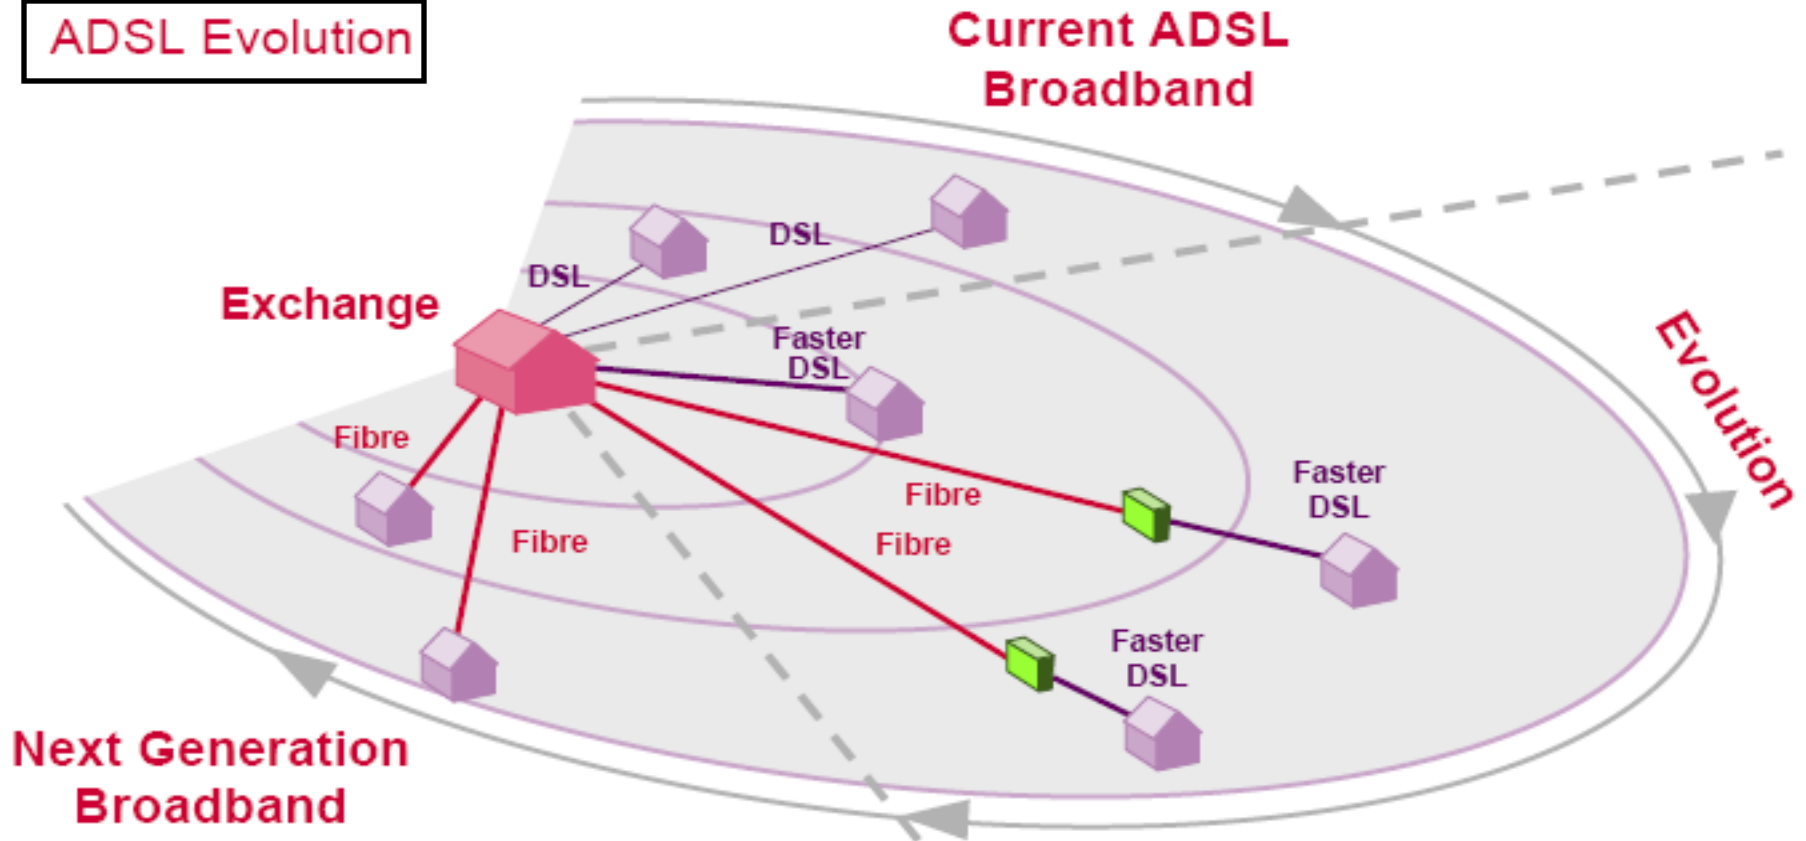 ADSL Evolution
Current ADSL
Broadband
DSL
DSL
Exchange
Faster
DSL
Evolution
Fibre
Fibre
Faster
DSL
Fibre
Fibre
Faster
DSL
Next Generation
Broadband